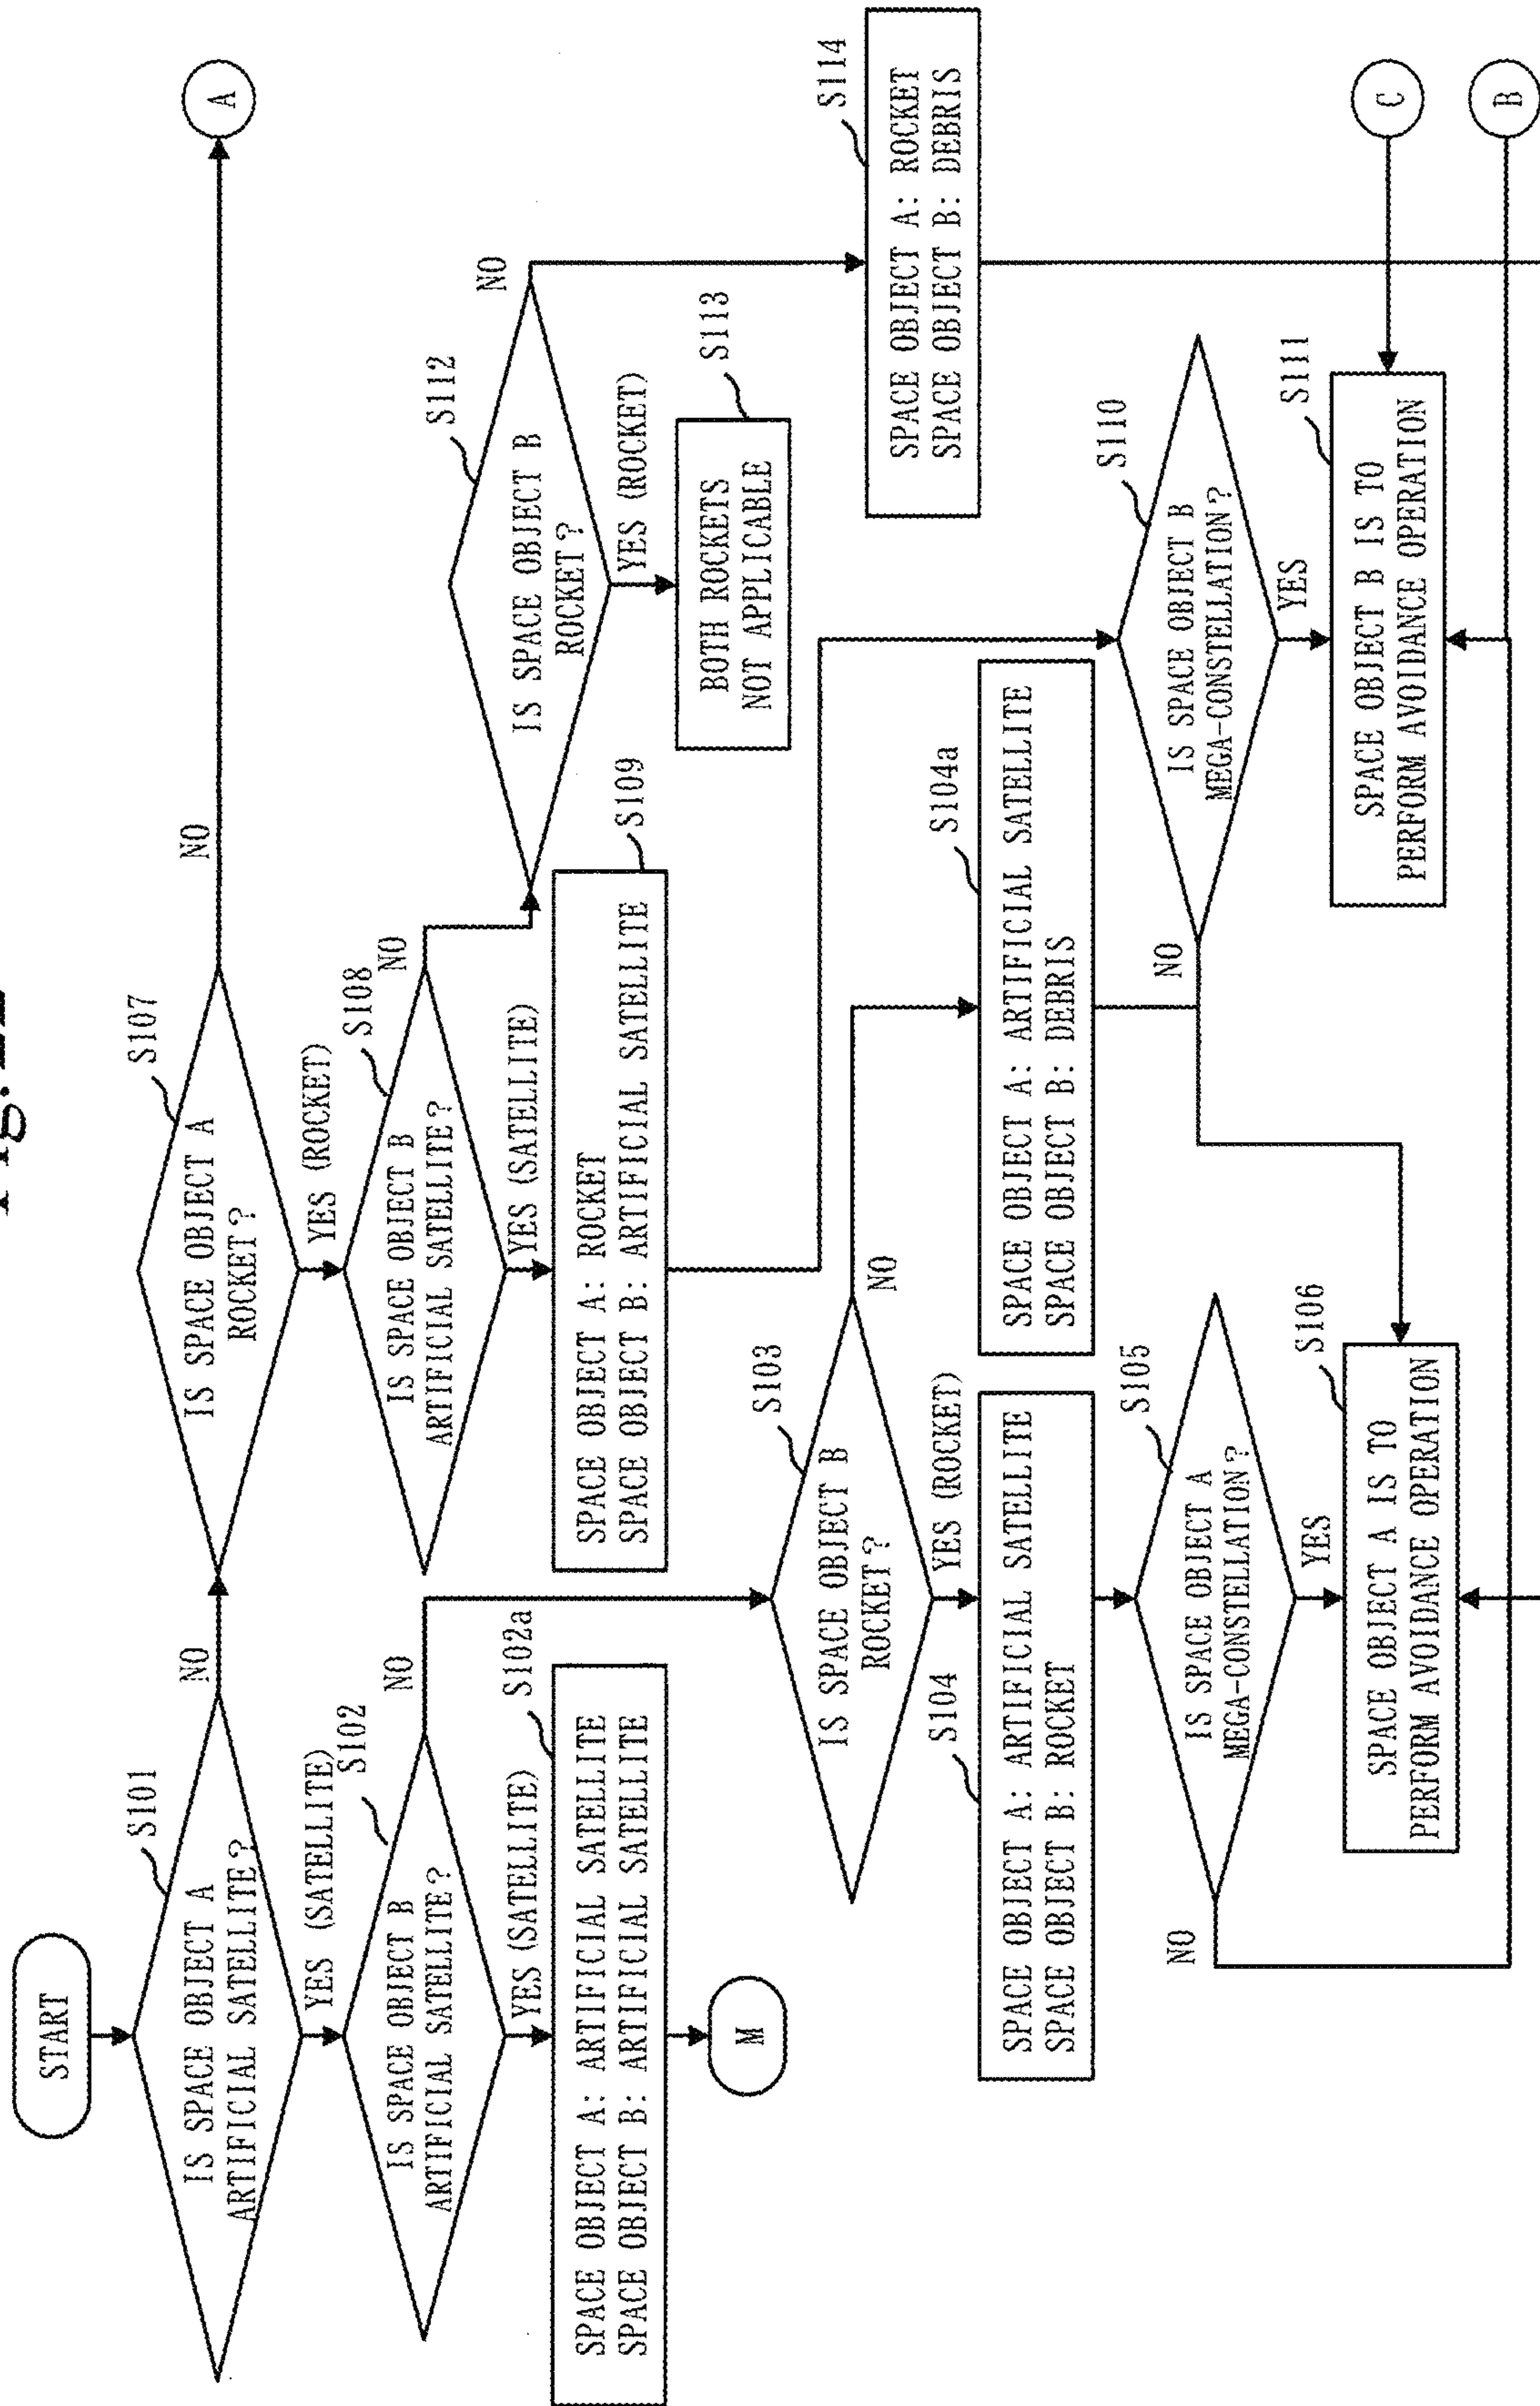 START
S101
IS SPACE OBJECT A
ARTIFICIAL SATELLITE?
NO
YES (SATELLITE)
S102
IS SPACE OBJECT B
ARTIFICIAL SATELLITE?
NO
YES (SATELLITE)
S102a
SPACE OBJECT A: ARTIFICIAL SATELLITE
SPACE OBJECT B: ARTIFICIAL SATELLITE
M
S107
IS SPACE OBJECT A
ROCKET?
NO
A
YES (ROCKET)
S108
IS SPACE OBJECT B
ARTIFICIAL SATELLITE?
NO
YES (SATELLITE)
S109
SPACE OBJECT A: ROCKET
SPACE OBJECT B: ARTIFICIAL SATELLITE
S112
IS SPACE OBJECT B
ROCKET?
NO
YES (ROCKET)
S113
BOTH ROCKETS
NOT APPLICABLE
S114
SPACE OBJECT A: ROCKET
SPACE OBJECT B: DEBRIS
S103
IS SPACE OBJECT B
ROCKET?
NO
YES (ROCKET)
S104
SPACE OBJECT A: ARTIFICIAL SATELLITE
SPACE OBJECT B: ROCKET
S104a
SPACE OBJECT A: ARTIFICIAL SATELLITE
SPACE OBJECT B: DEBRIS
S105
IS SPACE OBJECT A
MEGA-CONSTELLATION?
NO
YES
S106
SPACE OBJECT A IS TO
PERFORM AVOIDANCE OPERATION
S110
IS SPACE OBJECT B
MEGA-CONSTELLATION?
NO
YES
S111
SPACE OBJECT B IS TO
PERFORM AVOIDANCE OPERATION
C
B